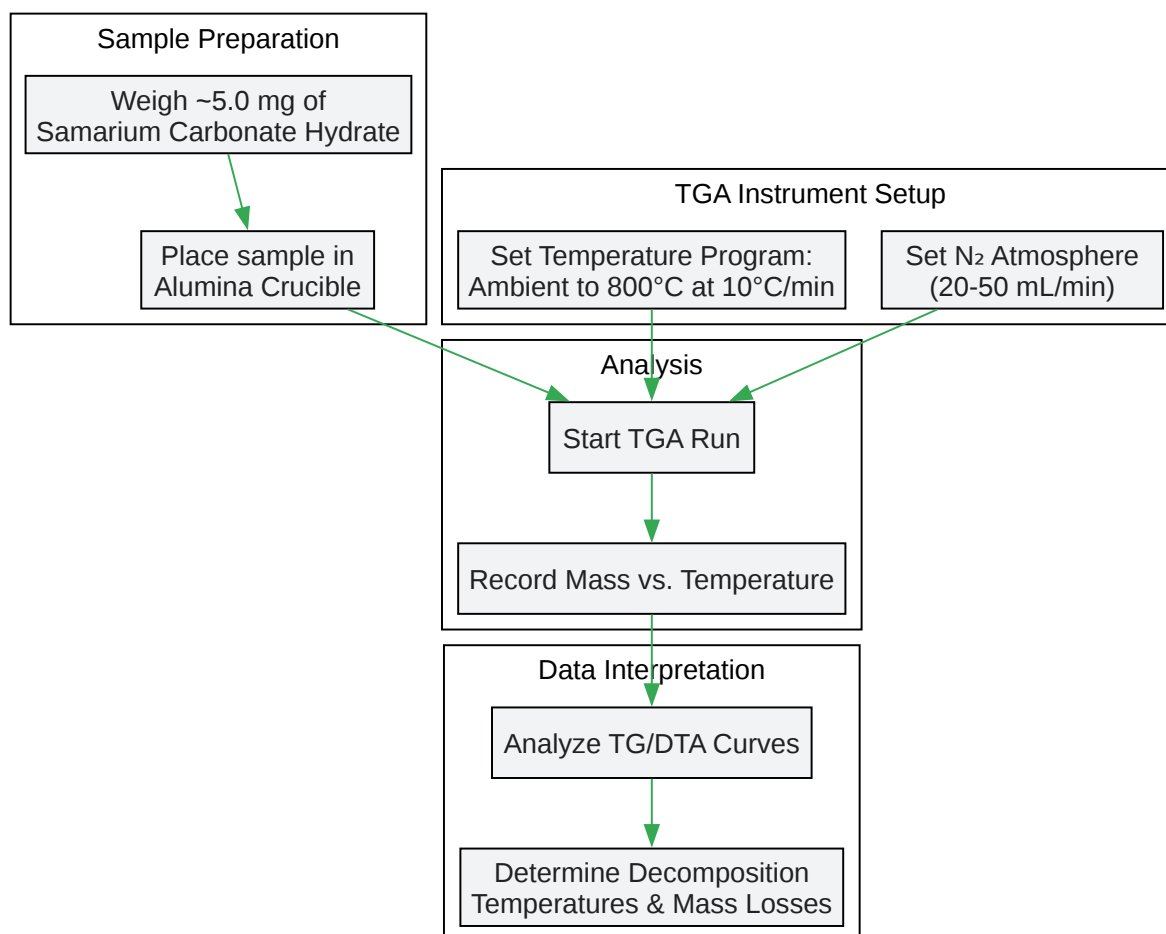 Sample Preparation
Weigh ~5.0 mg of
Samarium Carbonate Hydrate
Place sample in
Alumina Crucible
TGA Instrument Setup
Set Temperature Program:
Ambient to 800°C at 10°C/min
Set N₂ Atmosphere
(20-50 mL/min)
Analysis
Start TGA Run
Record Mass vs. Temperature
Data Interpretation
Analyze TG/DTA Curves
Determine Decomposition
Temperatures & Mass Losses